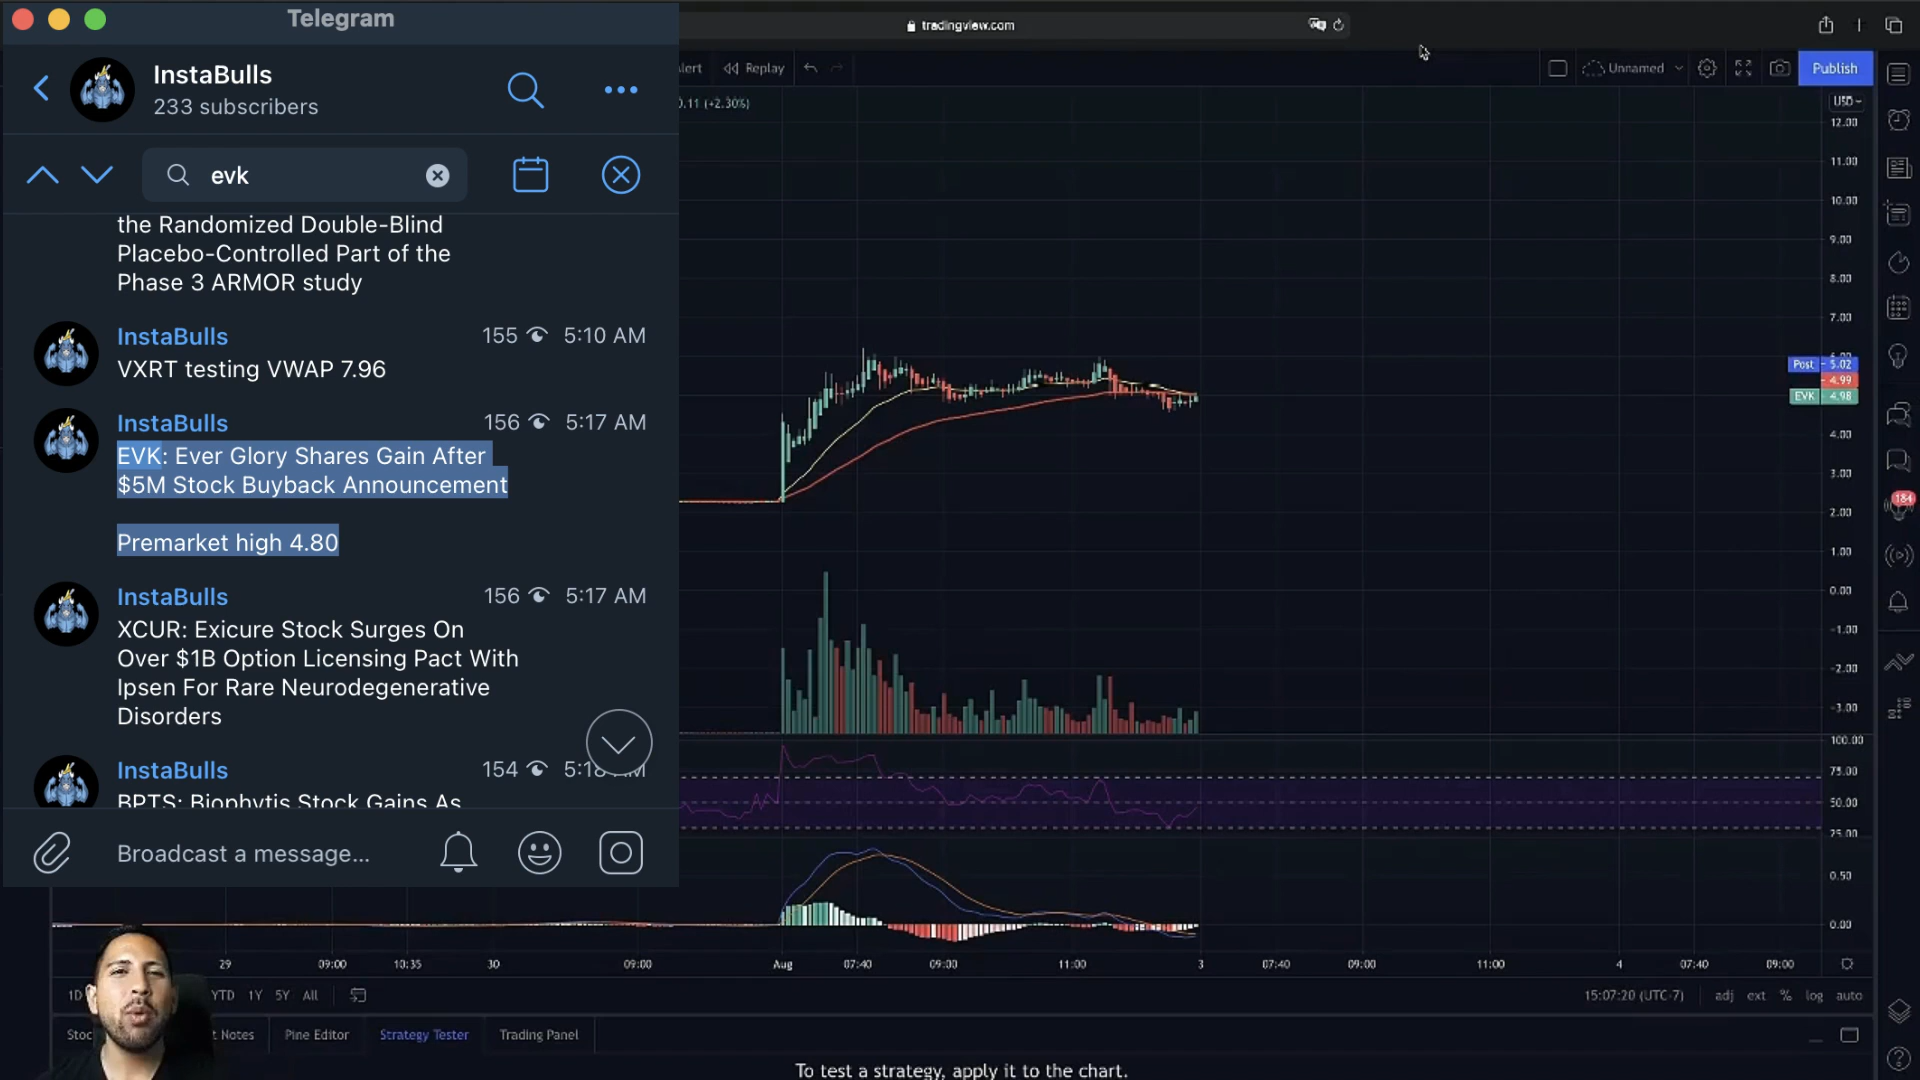 Telegram
InstaBulls
233 subscribers
evk
the Randomized Double-Blind
Placebo-Controlled Part of the
Phase 3 ARMOR study
InstaBulls
155
5:10 AM
VXRT testing VWAP 7.96
InstaBulls
156
5:17 AM
EVK: Ever Glory Shares Gain After
$5M Stock Buyback Announcement
Premarket high 4.80
InstaBulls
156
5:17 AM
XCUR: Exicure Stock Surges On
Over $1B Option Licensing Pact With
Ipsen For Rare Neurodegenerative
Disorders
InstaBulls
154
BPTS: Biophytis Stock Gains As
Broadcast a message...
tradingview.com
Replay
Unnamed
Publish
(+2.30%)
USD
12.00
11.00
10.00
9.00
8.00
7.00
Post
5.02
4.99
EVK
4.98
4.00
3.00
184
2.00
1.00
0.00
-1.00
-2.00
-3.00
100.00
75.00
50.00
25.00
0.50
0.00
29
09:00
10:35
30
09:00
Aug
07:40
09:00
11:00
3
07:40
09:00
11:00
4
07:40
09:00
1D
YTD
1Y
5Y
All
15:07:20 (UTC-7)
adj
ext
%
log
auto
Notes
Pine Editor
Strategy Tester
Trading Panel
To test a strategy, apply it to the chart.